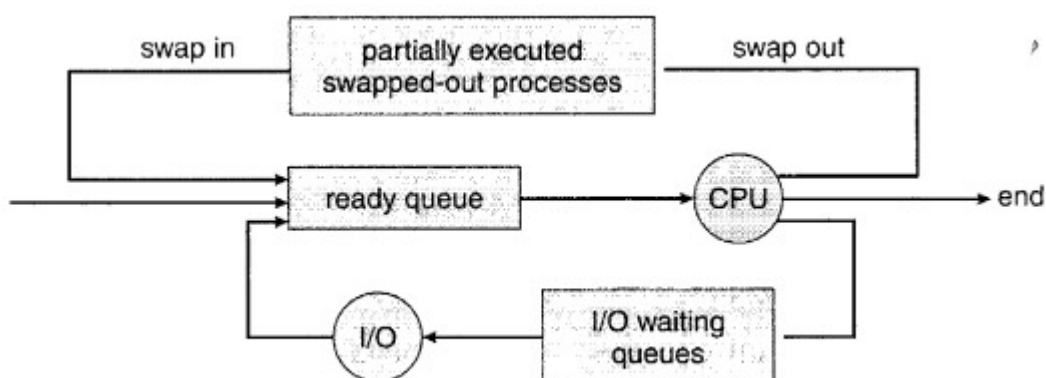 swap in
partially executed
swapped-out processes
swap out
ready queue
CPU
end
I/O
I/O waiting
queues